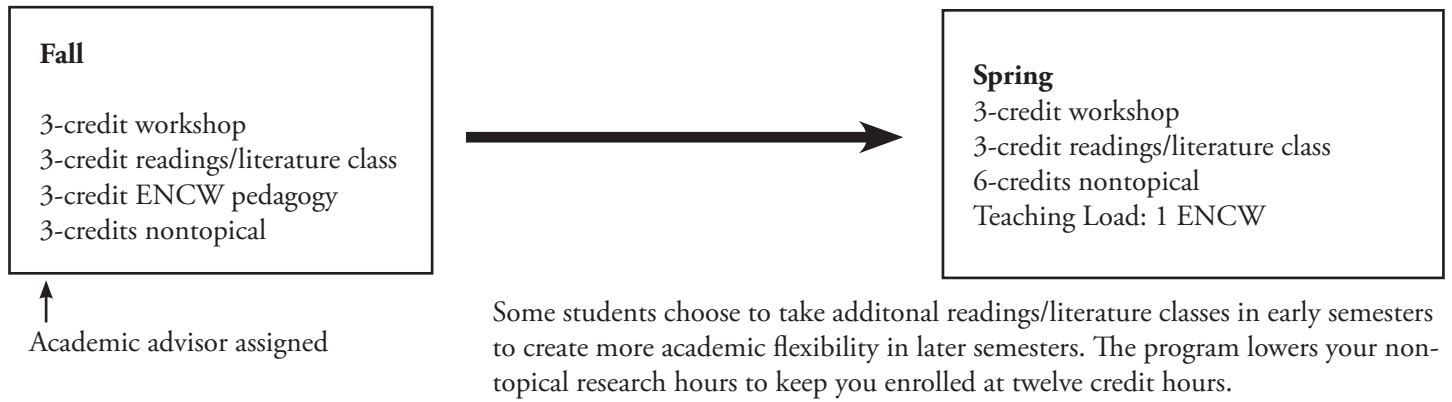 Fall
3-credit workshop
3-credit readings/literature class
3-credit ENCW pedagogy
3-credits nontopical
Academic advisor assigned
Spring
3-credit workshop
3-credit readings/literature class
6-credits nontopical
Teaching Load: 1 ENCW
Some students choose to take additonal readings/literature classes in early semesters
to create more academic flexibility in later semesters. The program lowers your non-
topical research hours to keep you enrolled at twelve credit hours.